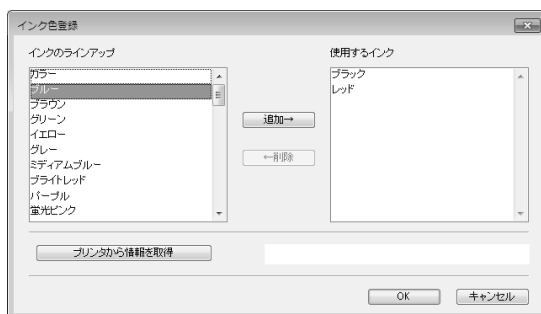 インク色登録
インクのラインアップ
使用するインク
カラー
ブルー
ブラウン
グリーン
イエロー
グレー
ミディアムブルー
ブライトレッド
パープル
蛍光ピンク
追加→
←削除
ブラック
レッド
プリンタから情報を取得
OK
キャンセル